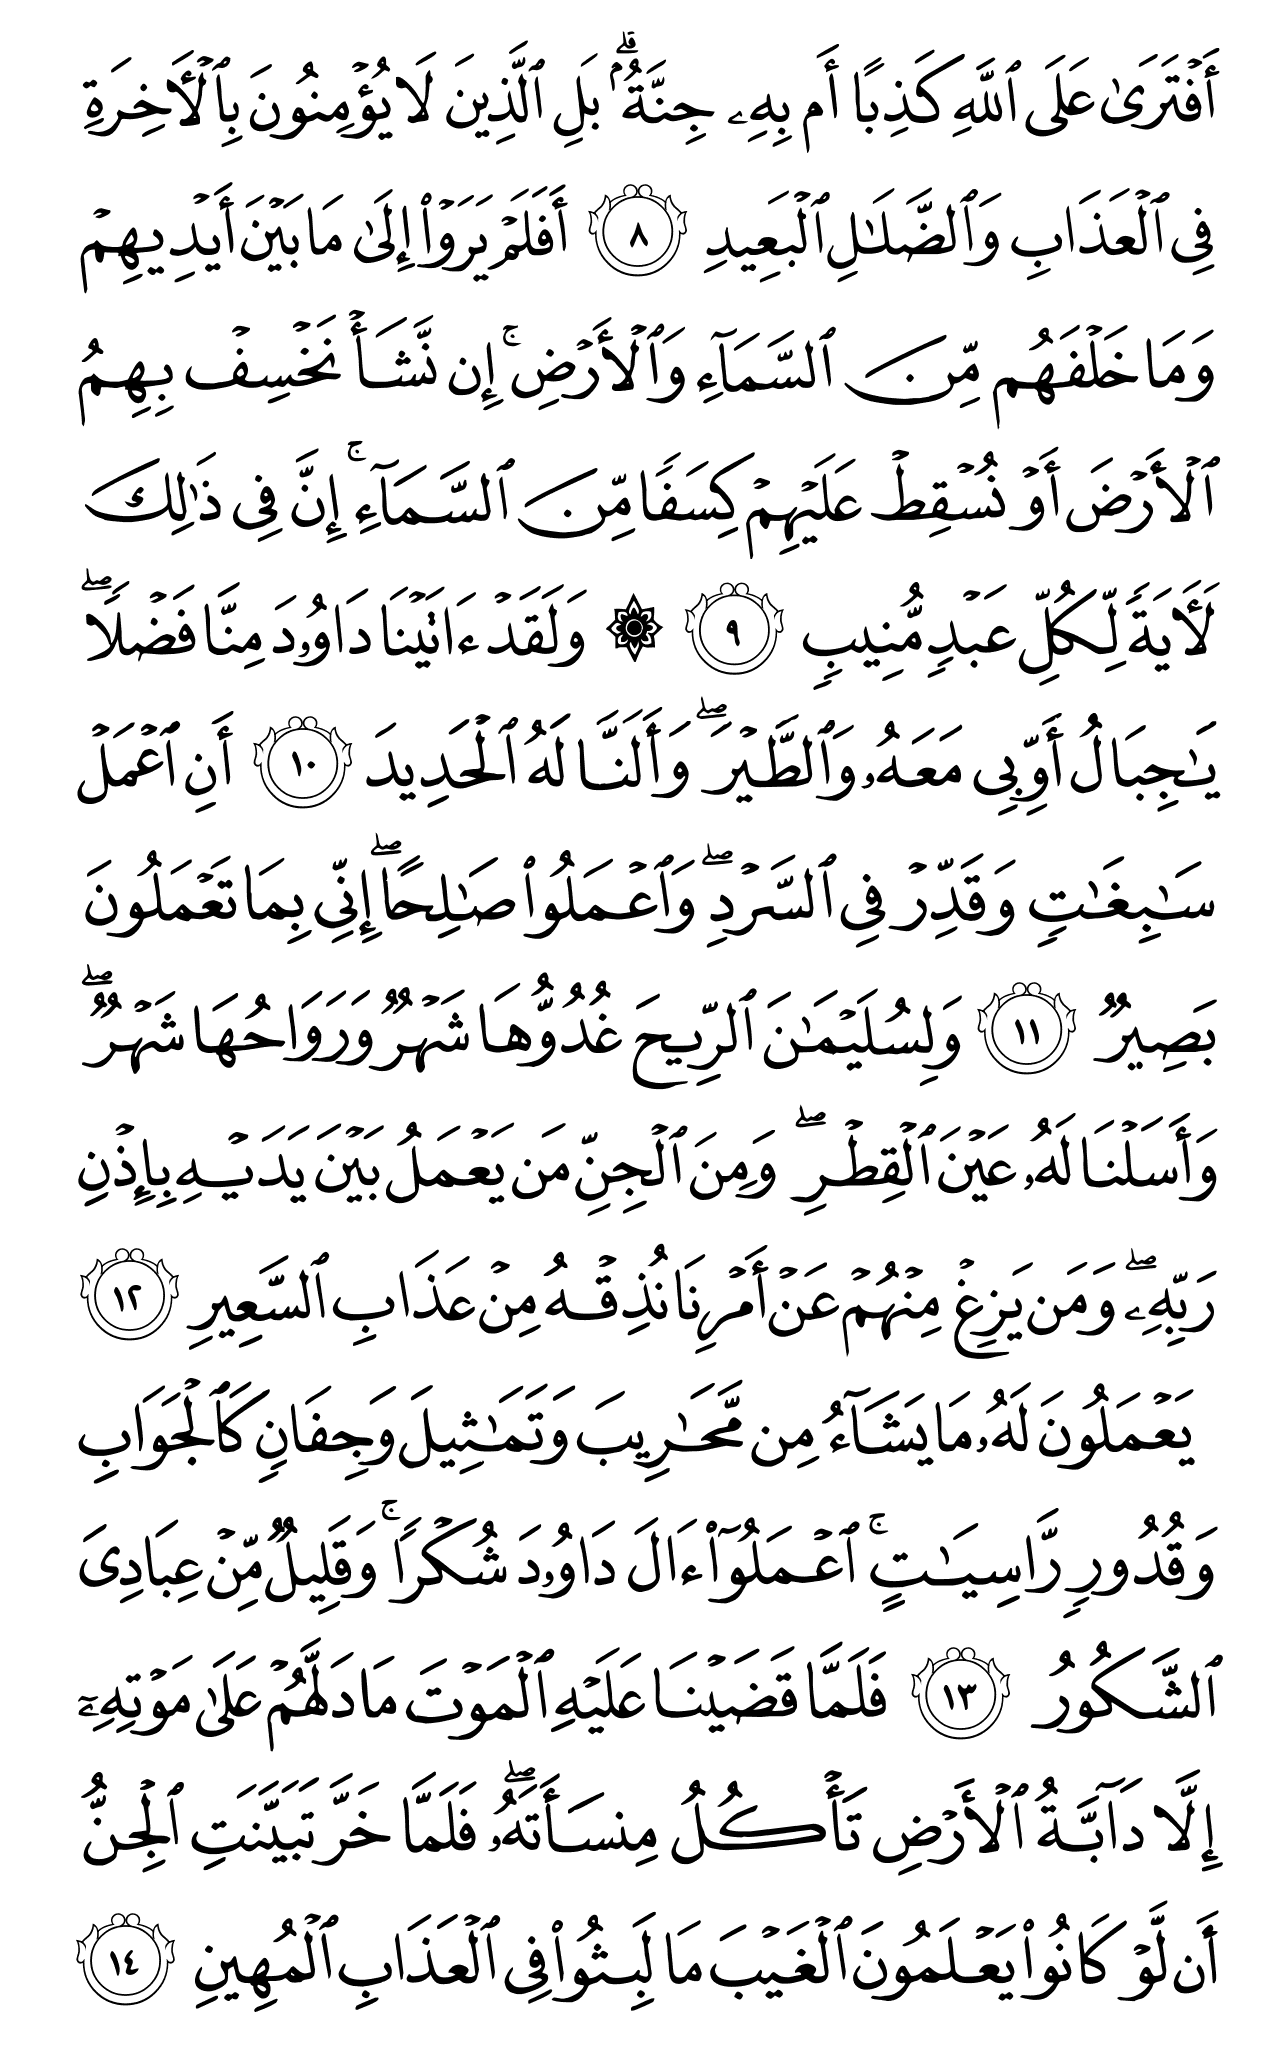 أَفْتَرَىٰ عَلَى ٱللَّهِ كَذِبًا أَم بِهِۦ جِنَّةٌۢ ۗ بَلِ ٱلَّذِينَ لَا يُؤْمِنُونَ بِٱلْأَخِرَةِ
فِى ٱلْعَذَابِ وَٱلضَّلَـٰلِ ٱلْبَعِيدِ ٨ أَفَلَمْ يَرَوْا۟ إِلَىٰ مَا بَيْنَ أَيْدِيهِمْ
وَمَا خَلْفَهُم مِّنَ ٱلسَّمَآءِ وَٱلْأَرْضِ ۚ إِن نَّشَأْ نَخْسِفْ بِهِمُ
ٱلْأَرْضَ أَوْ نُسْقِطْ عَلَيْهِمْ كِسَفًا مِّنَ ٱلسَّمَآءِ ۚ إِنَّ فِى ذَٰلِكَ
لَـَٔايَةً لِّكُلِّ عَبْدٍ مُّنِيبٍ ٩ ۞ وَلَقَدْ ءَاتَيْنَا دَاوُۥدَ مِنَّا فَضْلًا ۖ
يَـٰجِبَالُ أَوِّبِى مَعَهُۥ وَٱلطَّيْرَ ۖ وَأَلَنَّا لَهُ ٱلْحَدِيدَ ١٠ أَنِ ٱعْمَلْ
سَـٰبِغَـٰتٍ وَقَدِّرْ فِى ٱلسَّرْدِ ۖ وَٱعْمَلُوا۟ صَـٰلِحًا ۖ إِنِّى بِمَا تَعْمَلُونَ
بَصِيرٌ ١١ وَلِسُلَيْمَـٰنَ ٱلرِّيحَ غُدُوُّهَا شَهْرٌ وَرَوَاحُهَا شَهْرٌ ۖ
وَأَسَلْنَا لَهُۥ عَيْنَ ٱلْقِطْرِ ۖ وَمِنَ ٱلْجِنِّ مَن يَعْمَلُ بَيْنَ يَدَيْهِ بِإِذْنِ
رَبِّهِۦ ۖ وَمَن يَزِغْ مِنْهُمْ عَنْ أَمْرِنَا نُذِقْهُ مِنْ عَذَابِ ٱلسَّعِيرِ ١٢
يَعْمَلُونَ لَهُۥ مَا يَشَآءُ مِن مَّحَـٰرِيبَ وَتَمَـٰثِيلَ وَجِفَانٍ كَٱلْجَوَابِ
وَقُدُورٍ رَّاسِيَـٰتٍ ۚ ٱعْمَلُوٓا۟ ءَالَ دَاوُۥدَ شُكْرًا ۚ وَقَلِيلٌ مِّنْ عِبَادِىَ
ٱلشَّكُورُ ١٣ فَلَمَّا قَضَيْنَا عَلَيْهِ ٱلْمَوْتَ مَا دَلَّهُمْ عَلَىٰ مَوْتِهِۦٓ
إِلَّا دَآبَّةُ ٱلْأَرْضِ تَأْكُلُ مِنسَأَتَهُۥ ۖ فَلَمَّا خَرَّ تَبَيَّنَتِ ٱلْجِنُّ
أَن لَّوْ كَانُوا۟ يَعْلَمُونَ ٱلْغَيْبَ مَا لَبِثُوا۟ فِى ٱلْعَذَابِ ٱلْمُهِينِ ١٤